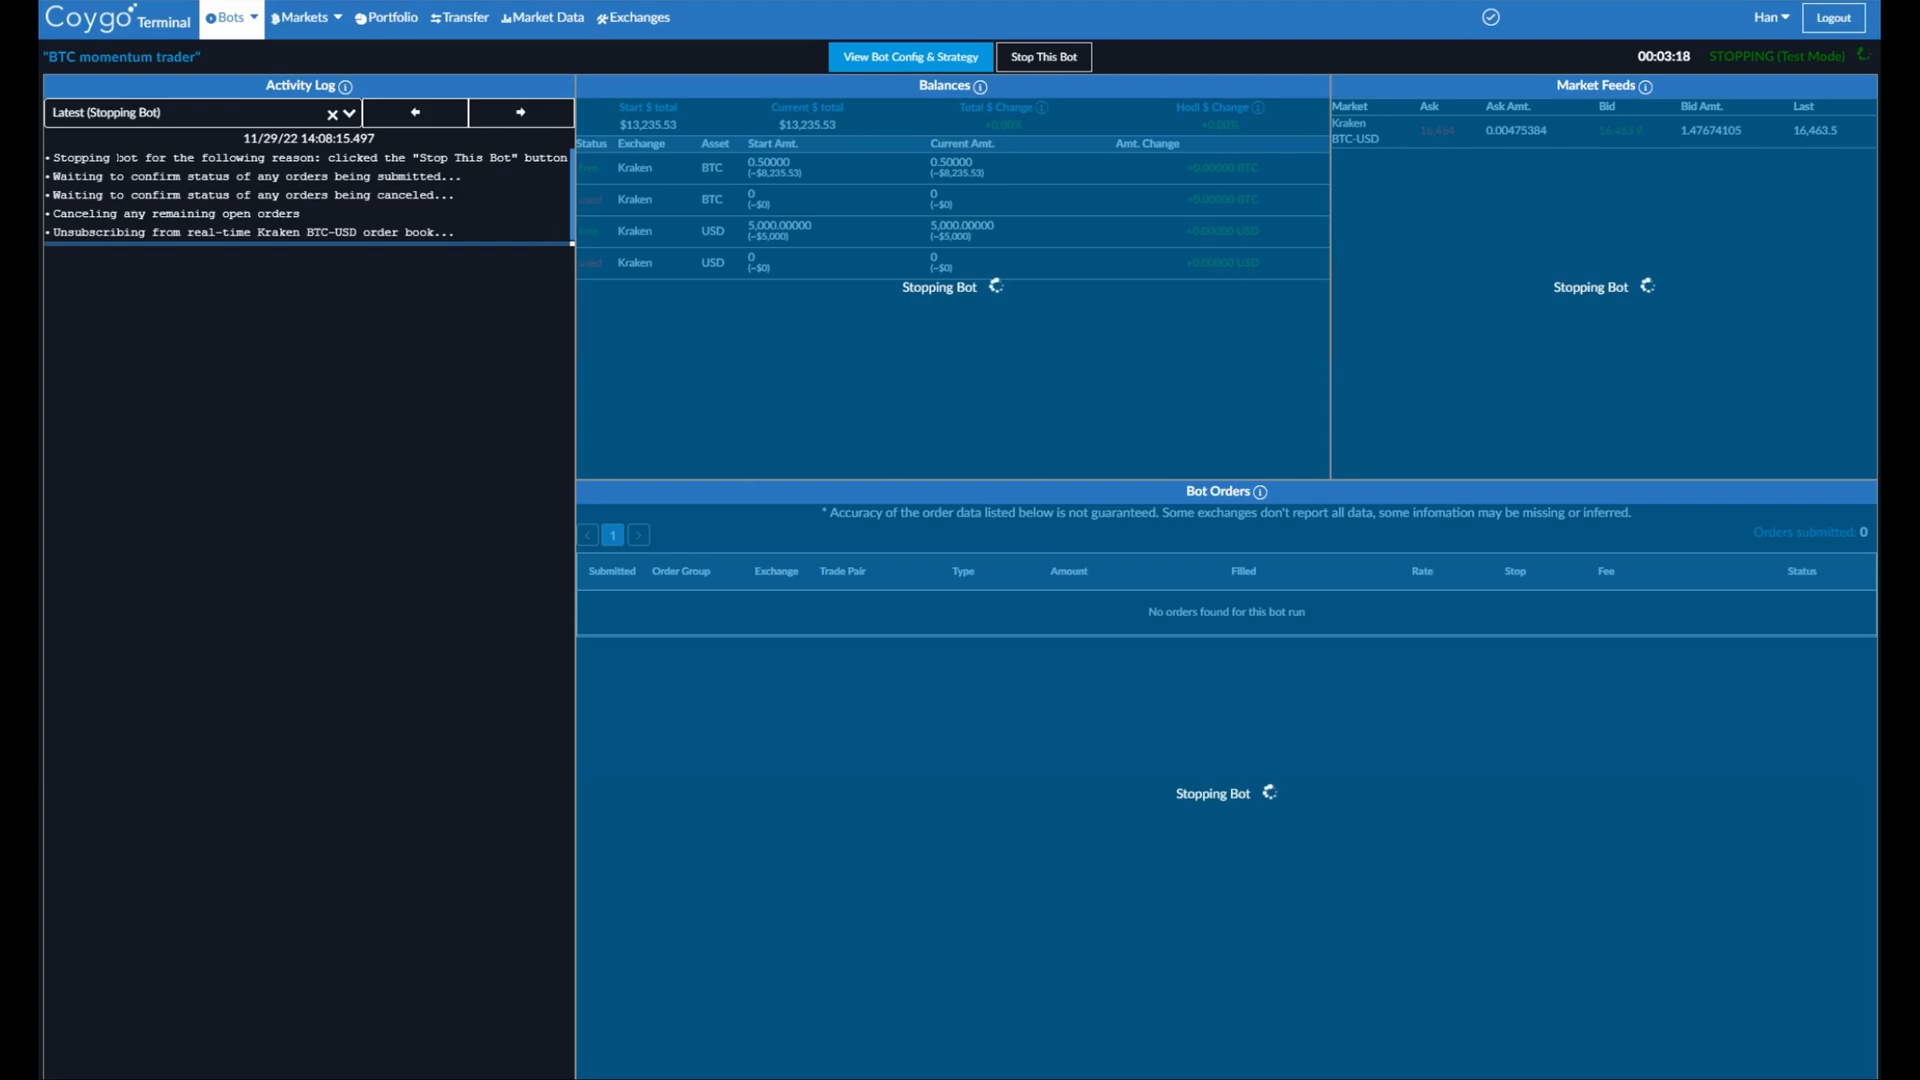 Coygo Terminal Bots Markets Portfolio Transfer Market Data Exchanges Han Logout
"BTC momentum trader" View Bot Config & Strategy Stop This Bot 00:03:18 STOPPING (Test Mode)
Activity Log
Latest (Stopping Bot)
11/29/22 14:08:15.497
• Stopping bot for the following reason: clicked the "Stop This Bot" button
• Waiting to confirm status of any orders being submitted...
• Waiting to confirm status of any orders being canceled...
• Canceling any remaining open orders
• Unsubscribing from real-time Kraken BTC-USD order book...
Balances
Start $ total Current $ total Total $ Change Hodl $ Change
$13,235.53 $13,235.53 +0.00% +0.00%
Status Exchange Asset Start Amt. Current Amt. Amt. Change
free Kraken BTC 0.50000 0.50000 +0.00000 BTC
(~$8,235.53) (~$8,235.53)
used Kraken BTC 0 0 +0.00000 BTC
(~$0) (~$0)
free Kraken USD 5,000.00000 5,000.00000 +0.00000 USD
(~$5,000) (~$5,000)
used Kraken USD 0 0 +0.00000 USD
(~$0) (~$0)
Stopping Bot
Market Feeds
Market Ask Ask Amt. Bid Bid Amt. Last
Kraken
BTC-USD 16,464 0.00475384 16,463.9 1.47674105 16,463.5
Stopping Bot
Bot Orders
* Accuracy of the order data listed below is not guaranteed. Some exchanges don't report all data, some infomation may be missing or inferred.
< 1 > Orders submitted: 0
Submitted Order Group Exchange Trade Pair Type Amount Filled Rate Stop Fee Status
No orders found for this bot run
Stopping Bot